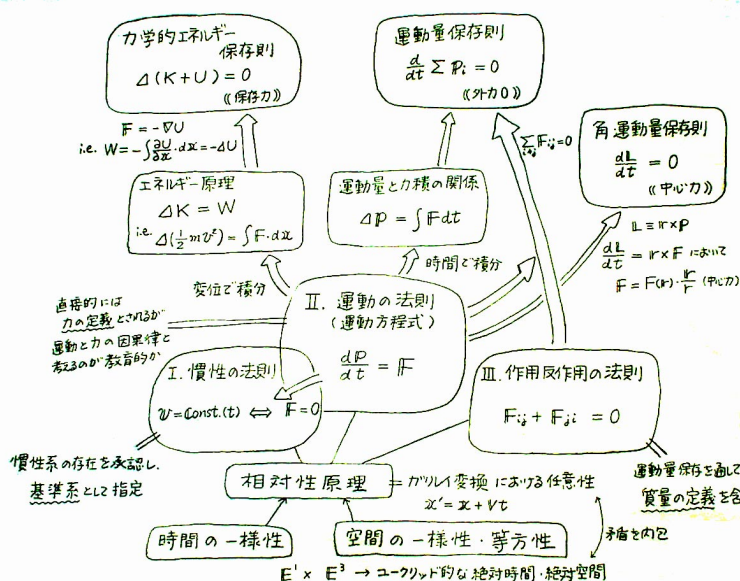 力学的エネルギー
保存則
Δ(K+U)=0
《保存力》
運動量保存則
d/dt Σ Pi = 0
《外力0》
F = -∇U
i.e. W=-∫∂U/∂x・dx=-ΔU
Σ Fij=0
i≠j
角運動量保存則
dL/dt = 0
《中心力》
エネルギー原理
ΔK = W
i.e. Δ(1/2 mv²) = ∫F・dx
運動量と力積の関係
ΔP = ∫F dt
L ≡ r×P
dL/dt = r×F において
F = F(r)・r/r (中心力)
変位で積分
時間で積分
直接的には
力の定義とされるが
運動と力の因果律と
考えるのが教育的か
II. 運動の法則
(運動方程式)
dP/dt = F
I. 慣性の法則
v=Const.(t) ⇔ F=0
III.作用反作用の法則
Fij + Fji = 0
慣性系の存在を承認し、
基準系として指定
運動量保存を通して
質量の定義を含
相対性原理
=ガリレイ変換における任意性
x'=x+Vt
矛盾を内包
時間の一様性
空間の一様性・等方性
E¹ × E³ → ユークリッド的な絶対時間・絶対空間